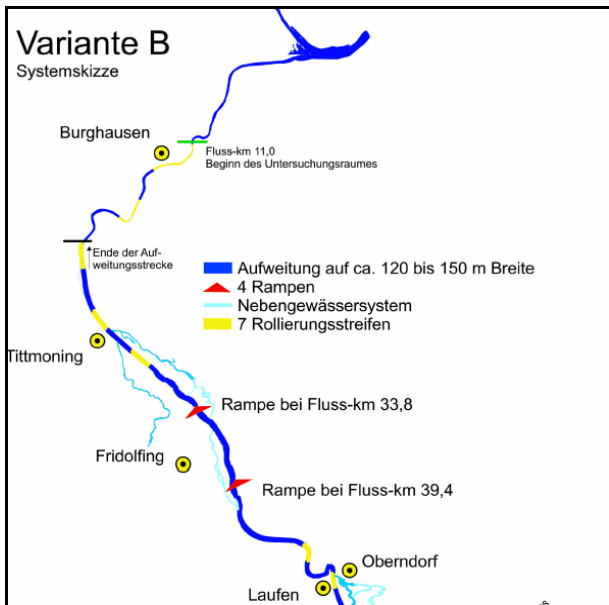 Variante B
Systemskizze
Burghausen
Fluss-km 11,0
Beginn des Untersuchungsraumes
Ende der Auf-
weitungsstrecke
Aufweitung auf ca. 120 bis 150 m Breite
4 Rampen
Nebengewässersystem
7 Rollierungsstreifen
Tittmoning
Rampe bei Fluss-km 33,8
Fridolfing
Rampe bei Fluss-km 39,4
Oberndorf
Laufen